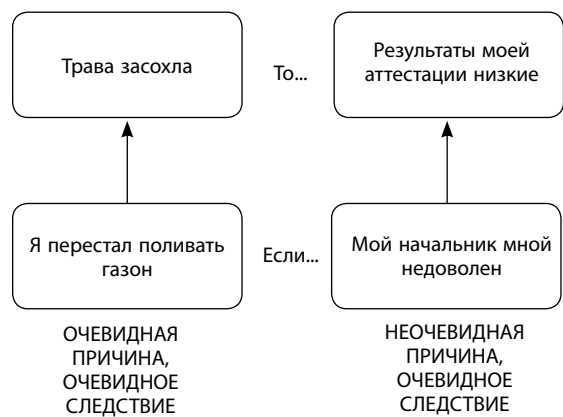 Трава засохла
То...
Результаты моей
аттестации низкие
Я перестал поливать
газон
Если...
Мой начальник мной
недоволен
ОЧЕВИДНАЯ
ПРИЧИНА,
ОЧЕВИДНОЕ
СЛЕДСТВИЕ
НЕОЧЕВИДНАЯ
ПРИЧИНА,
ОЧЕВИДНОЕ
СЛЕДСТВИЕ